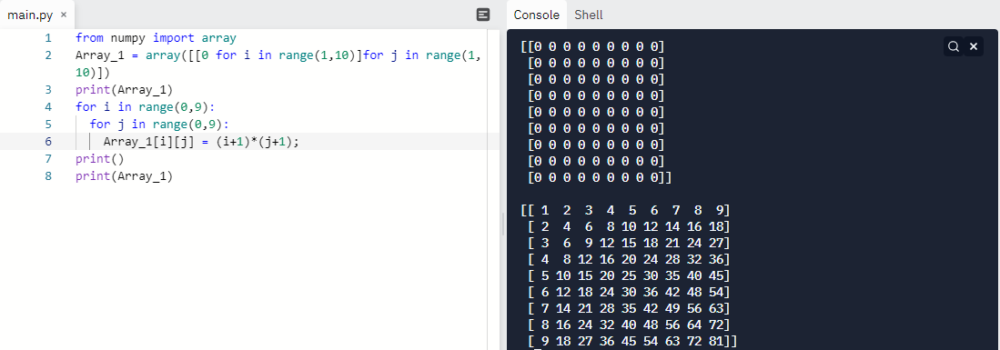 main.py ×
1 from numpy import array
2 Array_1 = array([[0 for i in range(1,10)]for j in range(1,
10)])
3 print(Array_1)
4 for i in range(0,9):
5   for j in range(0,9):
6     Array_1[i][j] = (i+1)*(j+1);
7 print()
8 print(Array_1)
Console Shell
[[0 0 0 0 0 0 0 0 0]
 [0 0 0 0 0 0 0 0 0]
 [0 0 0 0 0 0 0 0 0]
 [0 0 0 0 0 0 0 0 0]
 [0 0 0 0 0 0 0 0 0]
 [0 0 0 0 0 0 0 0 0]
 [0 0 0 0 0 0 0 0 0]
 [0 0 0 0 0 0 0 0 0]
 [0 0 0 0 0 0 0 0 0]]
[[ 1  2  3  4  5  6  7  8  9]
 [ 2  4  6  8 10 12 14 16 18]
 [ 3  6  9 12 15 18 21 24 27]
 [ 4  8 12 16 20 24 28 32 36]
 [ 5 10 15 20 25 30 35 40 45]
 [ 6 12 18 24 30 36 42 48 54]
 [ 7 14 21 28 35 42 49 56 63]
 [ 8 16 24 32 40 48 56 64 72]
 [ 9 18 27 36 45 54 63 72 81]]